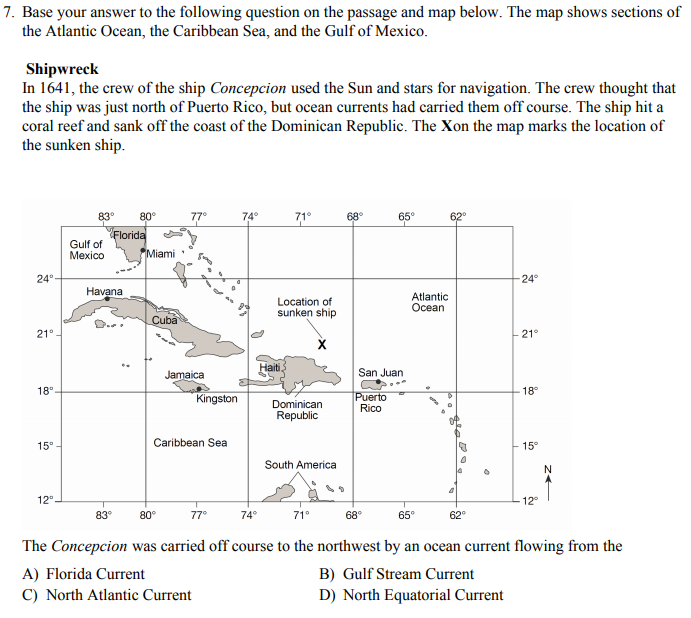 7. Base your answer to the following question on the passage and map below. The map shows sections of
the Atlantic Ocean, the Caribbean Sea, and the Gulf of Mexico.
Shipwreck
In 1641, the crew of the ship Concepcion used the Sun and stars for navigation. The crew thought that
the ship was just north of Puerto Rico, but ocean currents had carried them off course. The ship hit a
coral reef and sank off the coast of the Dominican Republic. The Xon the map marks the location of
the sunken ship.
83° 80° 77° 74° 71° 68° 65° 62°
Florida
Gulf of
Mexico
Miami
24° 24°
Havana
Location of
sunken ship
Atlantic
Ocean
Cuba
21° 21°
X
Haiti
San Juan
Jamaica
18° 18°
Kingston
Puerto
Rico
Dominican
Republic
15° 15°
Caribbean Sea
South America
N
12° 12°
83° 80° 77° 74° 71° 68° 65° 62°
The Concepcion was carried off course to the northwest by an ocean current flowing from the
A) Florida Current B) Gulf Stream Current
C) North Atlantic Current D) North Equatorial Current